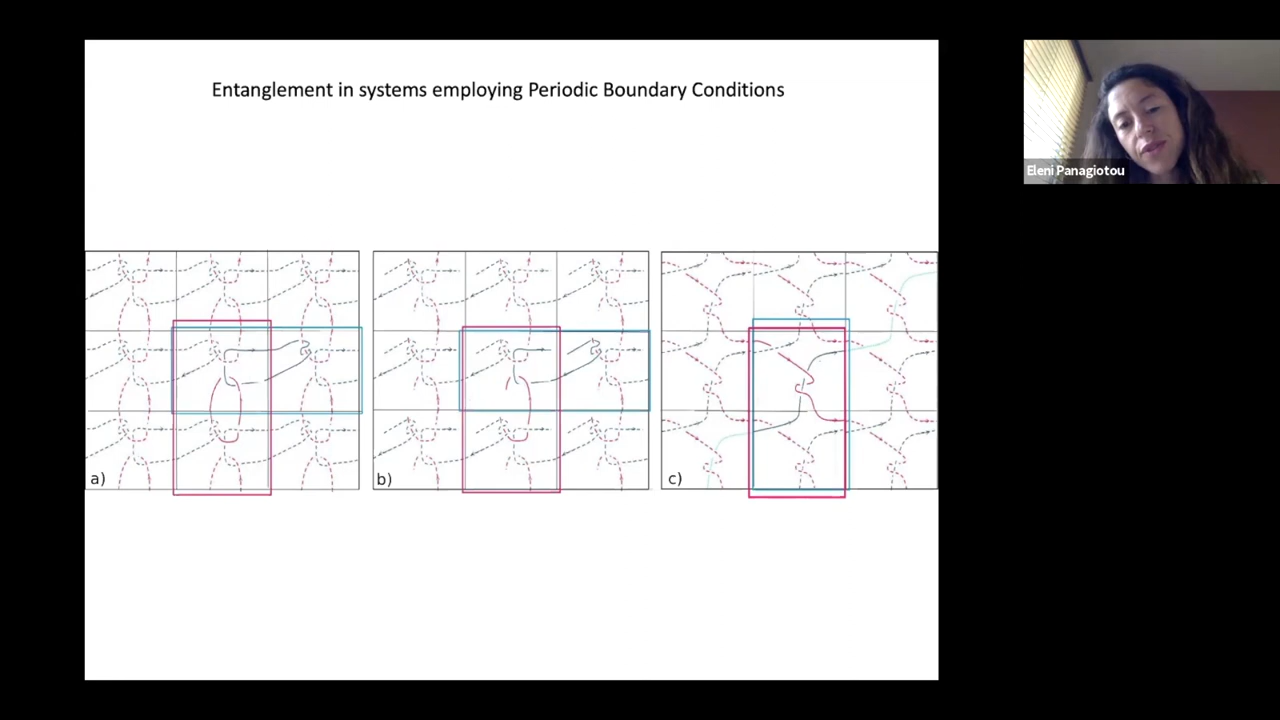 Entanglement in systems employing Periodic Boundary Conditions
Eleni Panagiotou
a)
b)
c)